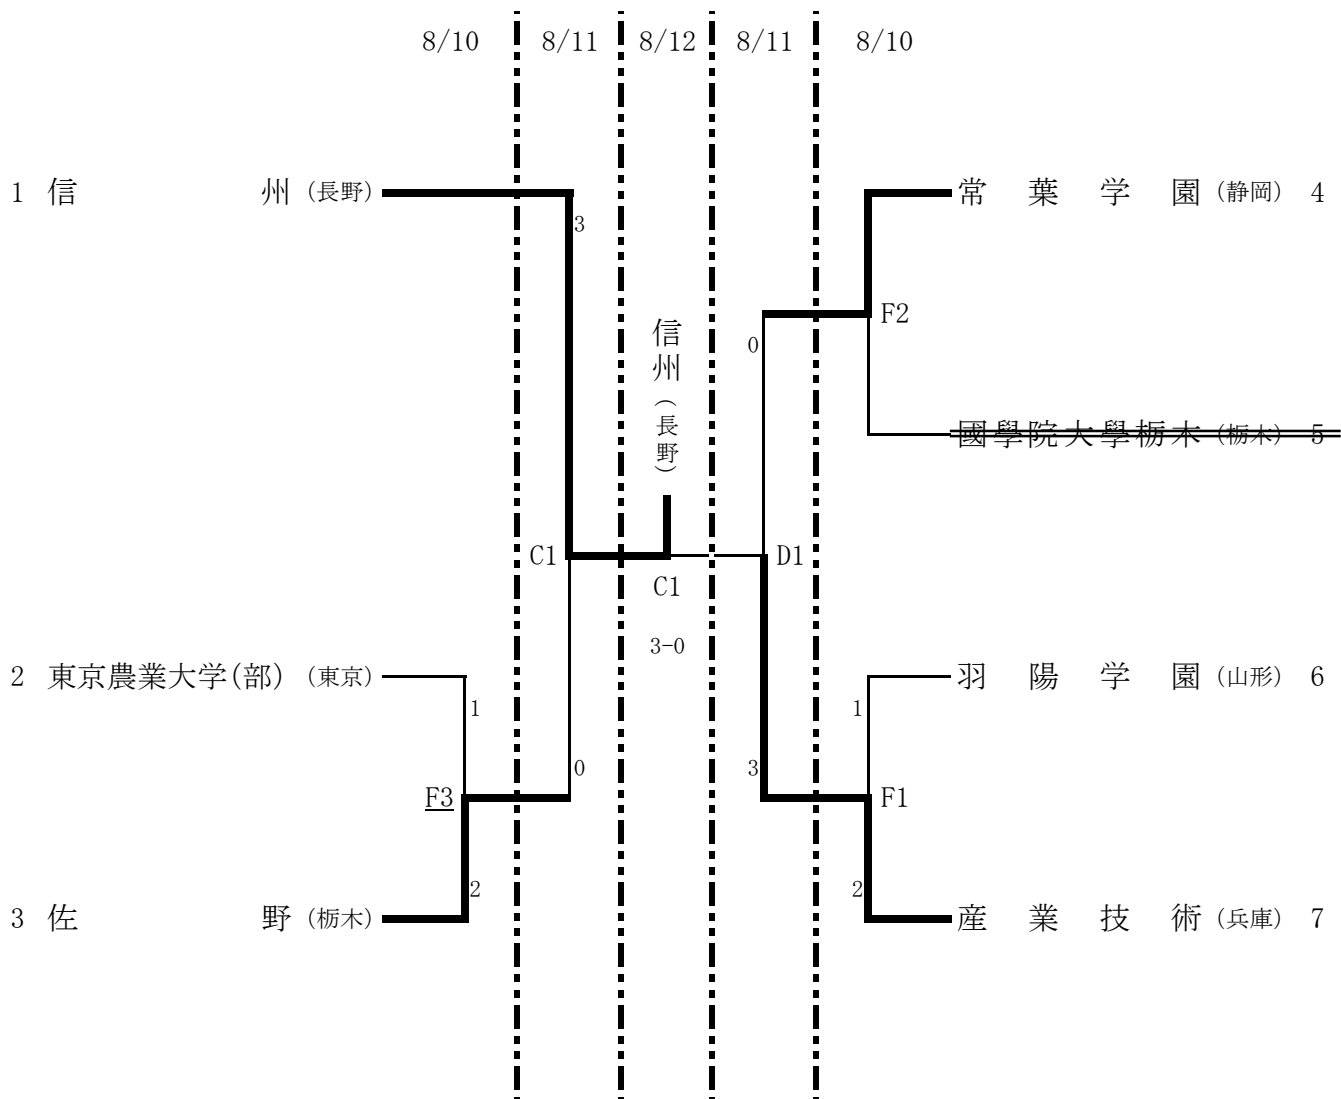 8/10 8/11 8/12 8/11 8/10
1 信州 (長野)
常葉学園 (静岡) 4
3
F2
0
信州(長野)
國學院大學栃木 (栃木) 5
C1
D1
C1
3-0
2 東京農業大学(部) (東京)
羽陽学園 (山形) 6
1
1
0
3
F3
F1
2
2
3 佐野 (栃木)
産業技術 (兵庫) 7